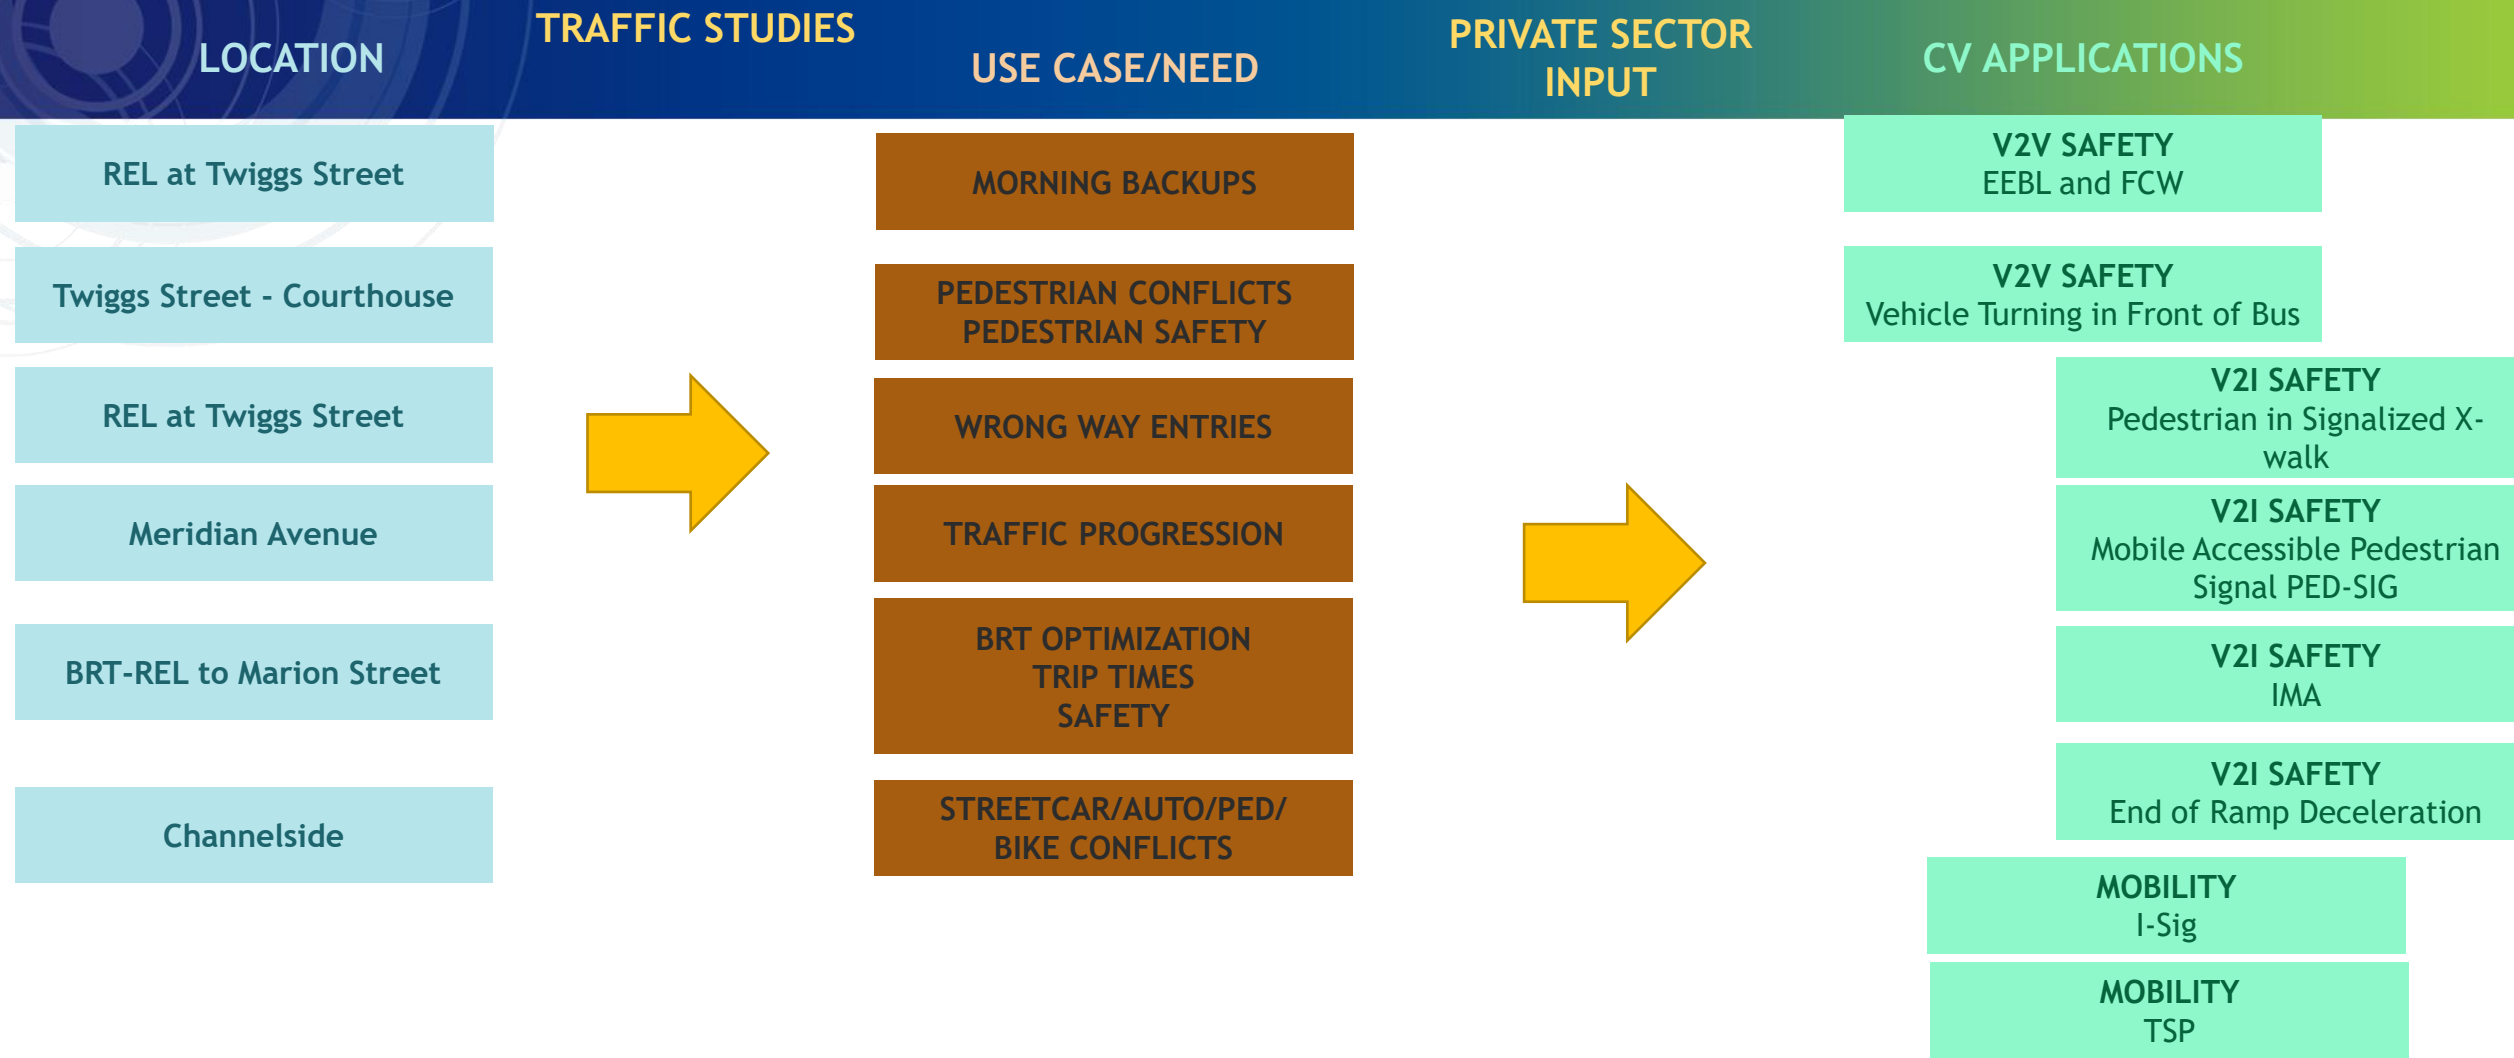 LOCATION
TRAFFIC STUDIES
USE CASE/NEED
PRIVATE SECTOR
INPUT
CV APPLICATIONS
REL at Twiggs Street
Twiggs Street - Courthouse
REL at Twiggs Street
Meridian Avenue
BRT-REL to Marion Street
Channelside
MORNING BACKUPS
PEDESTRIAN CONFLICTS
PEDESTRIAN SAFETY
WRONG WAY ENTRIES
TRAFFIC PROGRESSION
BRT OPTIMIZATION
TRIP TIMES
SAFETY
STREETCAR/AUTO/PED/
BIKE CONFLICTS
V2V SAFETY
EEBL and FCW
V2V SAFETY
Vehicle Turning in Front of Bus
V2I SAFETY
Pedestrian in Signalized X-
walk
V2I SAFETY
Mobile Accessible Pedestrian
Signal PED-SIG
V2I SAFETY
IMA
V2I SAFETY
End of Ramp Deceleration
MOBILITY
I-Sig
MOBILITY
TSP